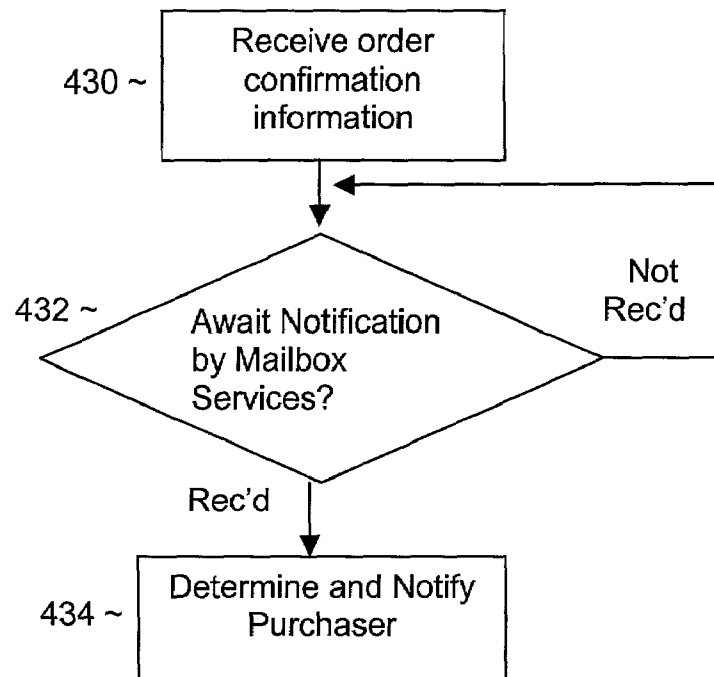 Receive order
confirmation
information
430 ~
Not
Rec'd
432 ~
Await Notification
by Mailbox
Services?
Rec'd
Determine and Notify
Purchaser
434 ~